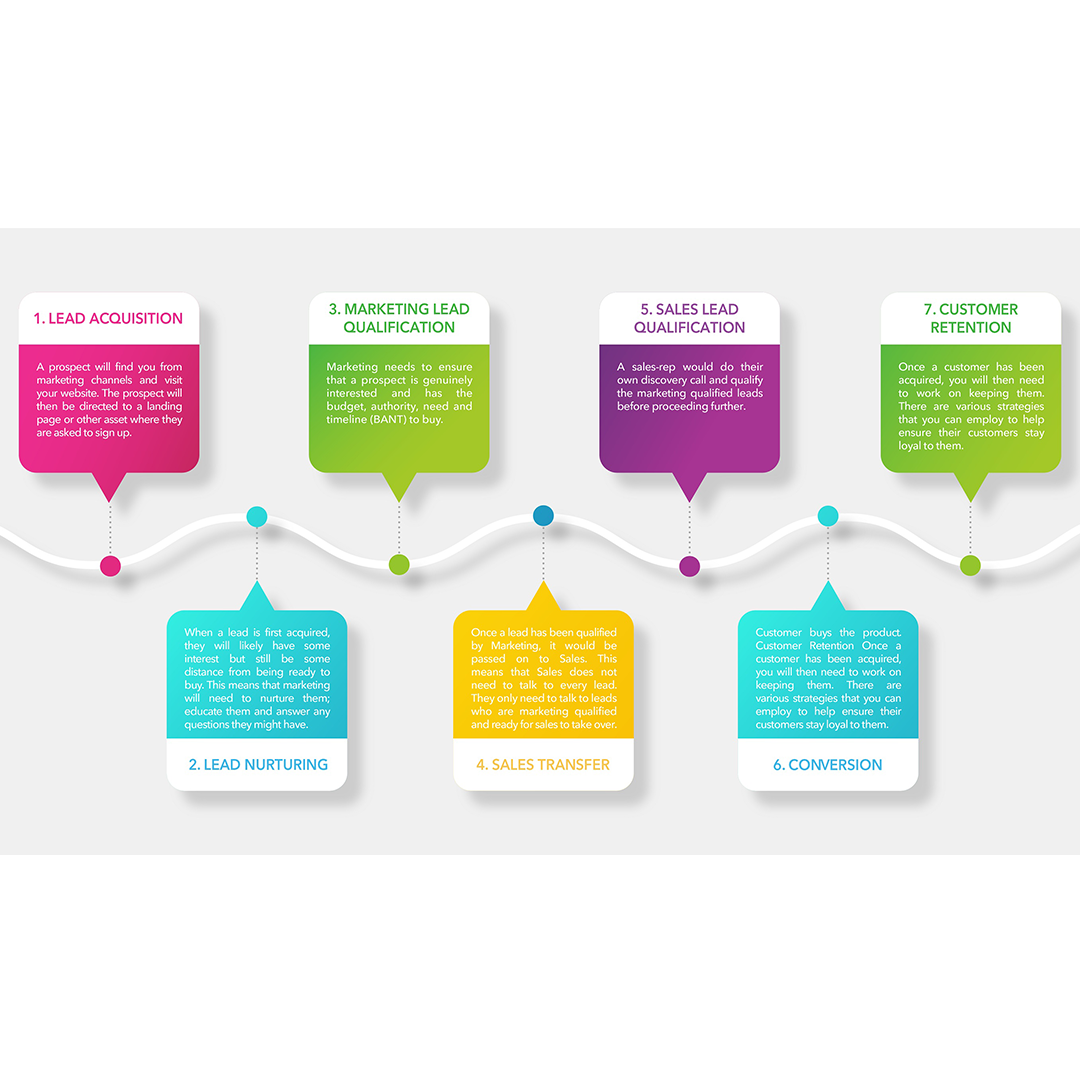 1. LEAD ACQUISITION
A prospect will find you from
marketing channels and visit
your website. The prospect will
then be directed to a landing
page or other asset where they
are asked to sign up.
When a lead is first acquired,
they will likely have some
interest but still be some
distance from being ready to
buy. This means that marketing
will need to nurture them;
educate them and answer any
questions they might have.
2. LEAD NURTURING
3. MARKETING LEAD
QUALIFICATION
Marketing needs to ensure
that a prospect is genuinely
interested and has the
budget, authority, need and
timeline (BANT) to buy.
Once a lead has been qualified
by Marketing, it would be
passed on to Sales. This
means that Sales does not
need to talk to every lead.
They only need to talk to leads
who are marketing qualified
and ready for sales to take over.
4. SALES TRANSFER
5. SALES LEAD
QUALIFICATION
A sales-rep would do their
own discovery call and qualify
the marketing qualified leads
before proceeding further.
Customer buys the product.
Customer Retention Once a
customer has been acquired,
you will then need to work on
keeping them. There are
various strategies that you can
employ to help ensure their
customers stay loyal to them.
6. CONVERSION
7. CUSTOMER
RETENTION
Once a customer has been
acquired, you will then need
to work on keeping them.
There are various strategies
that you can employ to help
ensure their customers stay
loyal to them.